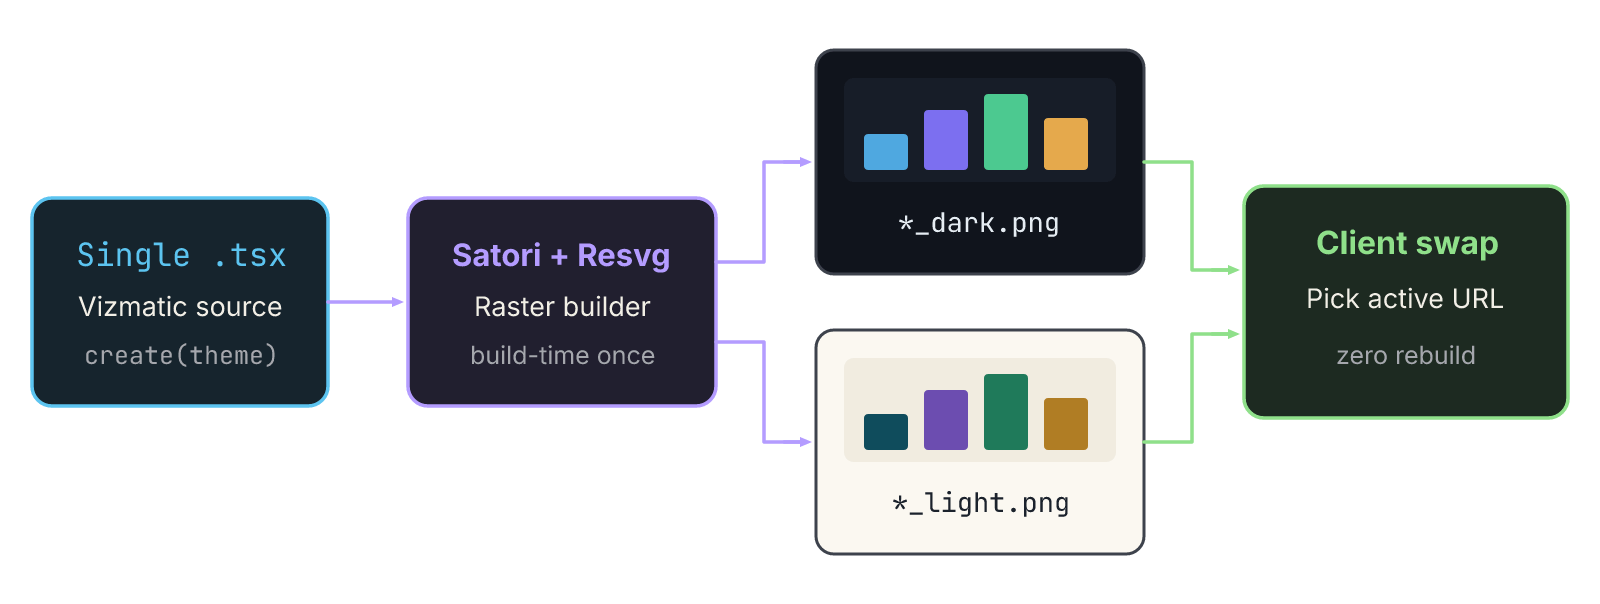 Single .tsx
Vizmatic source
create(theme)
Satori + Resvg
Raster builder
build-time once
*_dark.png
*_light.png
Client swap
Pick active URL
zero rebuild